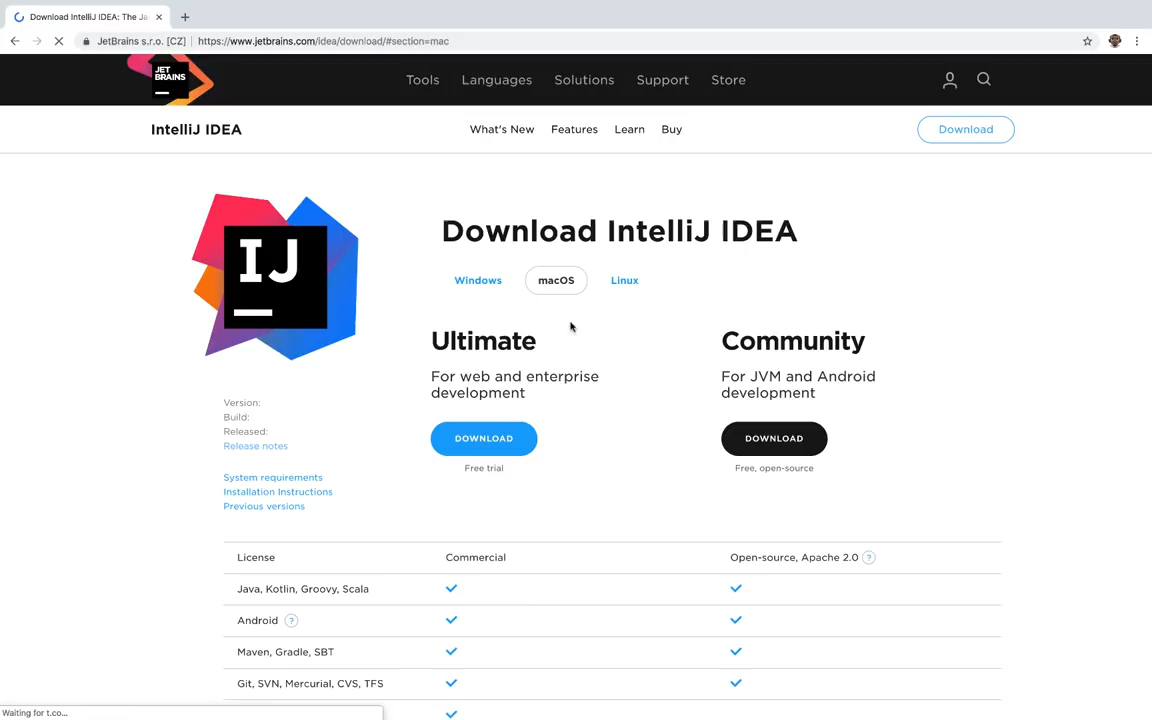 Download IntelliJ IDEA: The Ja
JetBrains s.r.o. [CZ] https://www.jetbrains.com/idea/download/#section=mac
JET
BRAINS
Tools Languages Solutions Support Store
IntelliJ IDEA What's New Features Learn Buy Download
IJ
Download IntelliJ IDEA
Windows macOS Linux
Ultimate
For web and enterprise
development
DOWNLOAD
Free trial
Community
For JVM and Android
development
DOWNLOAD
Free, open-source
Version:
Build:
Released:
Release notes
System requirements
Installation Instructions
Previous versions
License Commercial Open-source, Apache 2.0 ?
Java, Kotlin, Groovy, Scala
Android ?
Maven, Gradle, SBT
Git, SVN, Mercurial, CVS, TFS
Waiting for t.co...